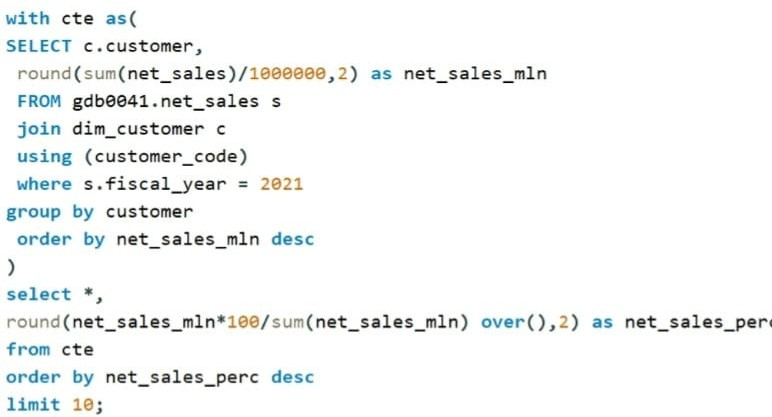 with cte as(
SELECT c.customer,
round(sum(net_sales)/1000000,2) as net_sales_mln
FROM gdb0041.net_sales s
join dim_customer c
using (customer_code)
where s.fiscal_year = 2021
group by customer
order by net_sales_mln desc
)
select *,
round(net_sales_mln*100/sum(net_sales_mln) over(),2) as net_sales_perc
from cte
order by net_sales_perc desc
limit 10;